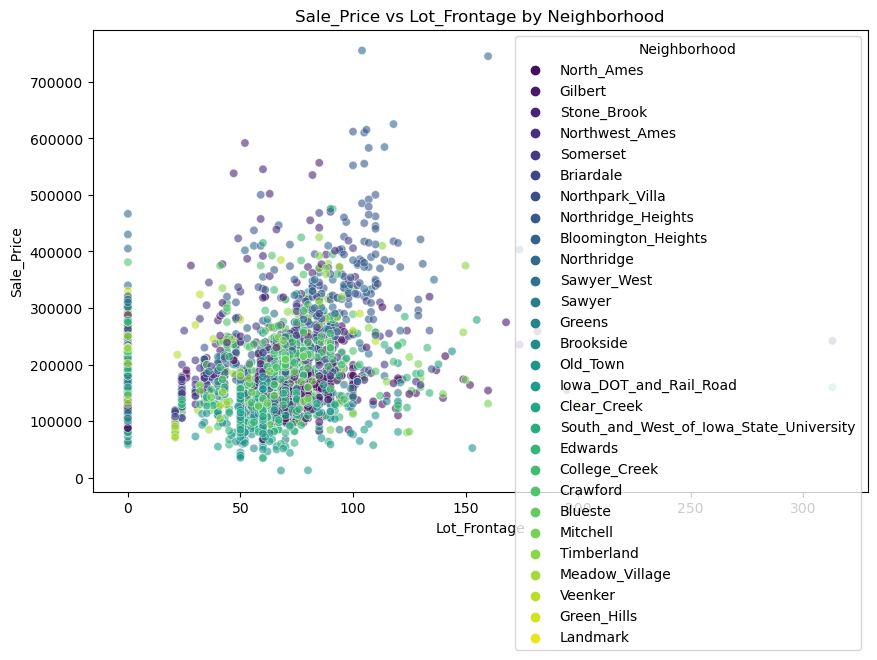 Sale_Price vs Lot_Frontage by Neighborhood
Sale_Price
700000
600000
500000
400000
300000
200000
100000
0
0
50
100
150
200
250
300
Lot_Frontage
Neighborhood
North_Ames
Gilbert
Stone_Brook
Northwest_Ames
Somerset
Briardale
Northpark_Villa
Northridge_Heights
Bloomington_Heights
Northridge
Sawyer_West
Sawyer
Greens
Brookside
Old_Town
Iowa_DOT_and_Rail_Road
Clear_Creek
South_and_West_of_Iowa_State_University
Edwards
College_Creek
Crawford
Blueste
Mitchell
Timberland
Meadow_Village
Veenker
Green_Hills
Landmark